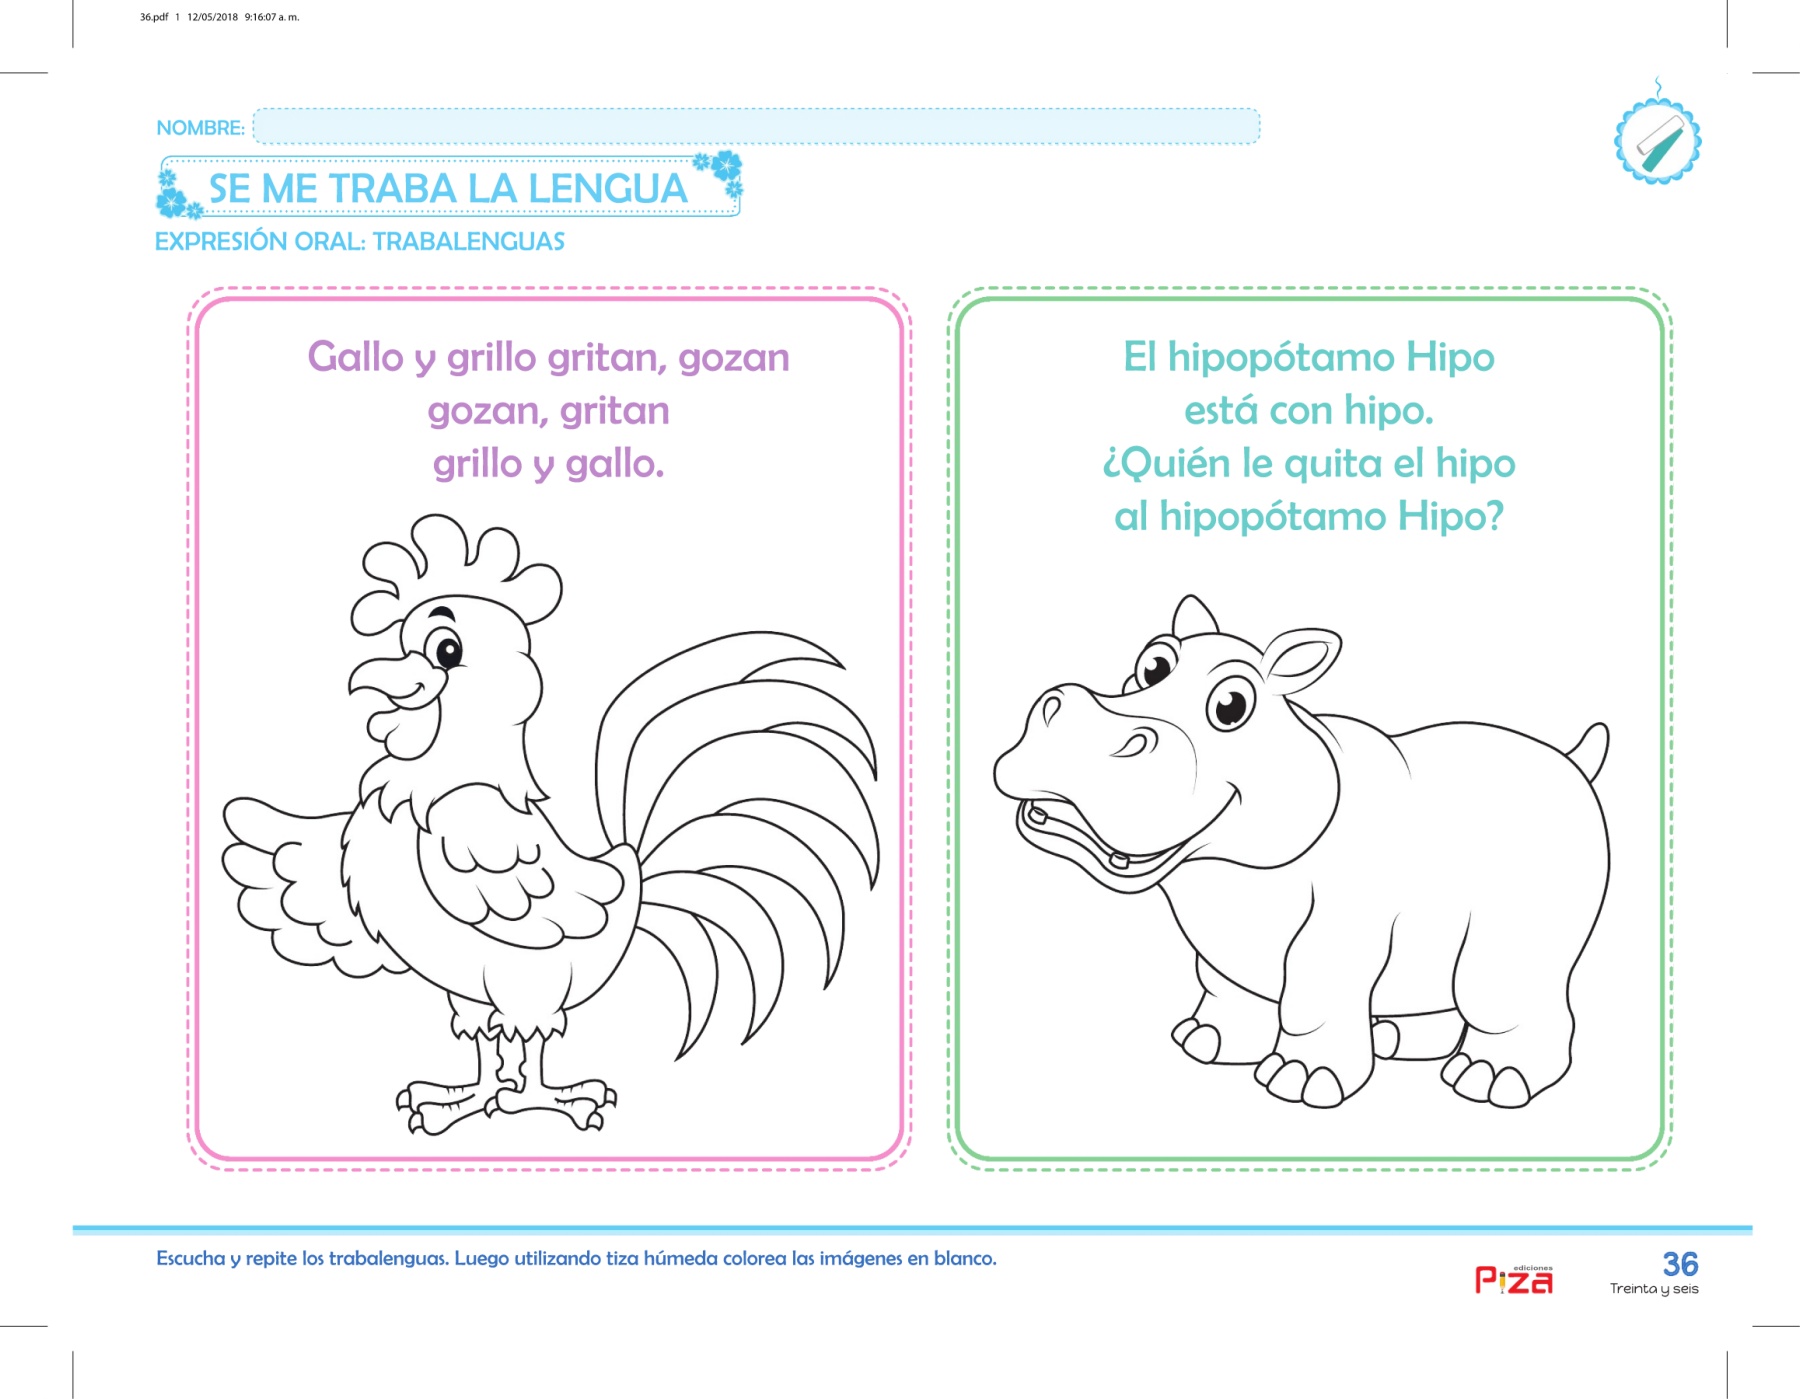 36.pdf 1 12/05/2018 9:16:07 a. m.
NOMBRE:
SE ME TRABA LA LENGUA
EXPRESIÓN ORAL: TRABALENGUAS
Gallo y grillo gritan, gozan
gozan, gritan
grillo y gallo.
El hipopótamo Hipo
está con hipo.
¿Quién le quita el hipo
al hipopótamo Hipo?
Escucha y repite los trabalenguas. Luego utilizando tiza húmeda colorea las imágenes en blanco.
ediciones
Piza
36
Treinta y seis